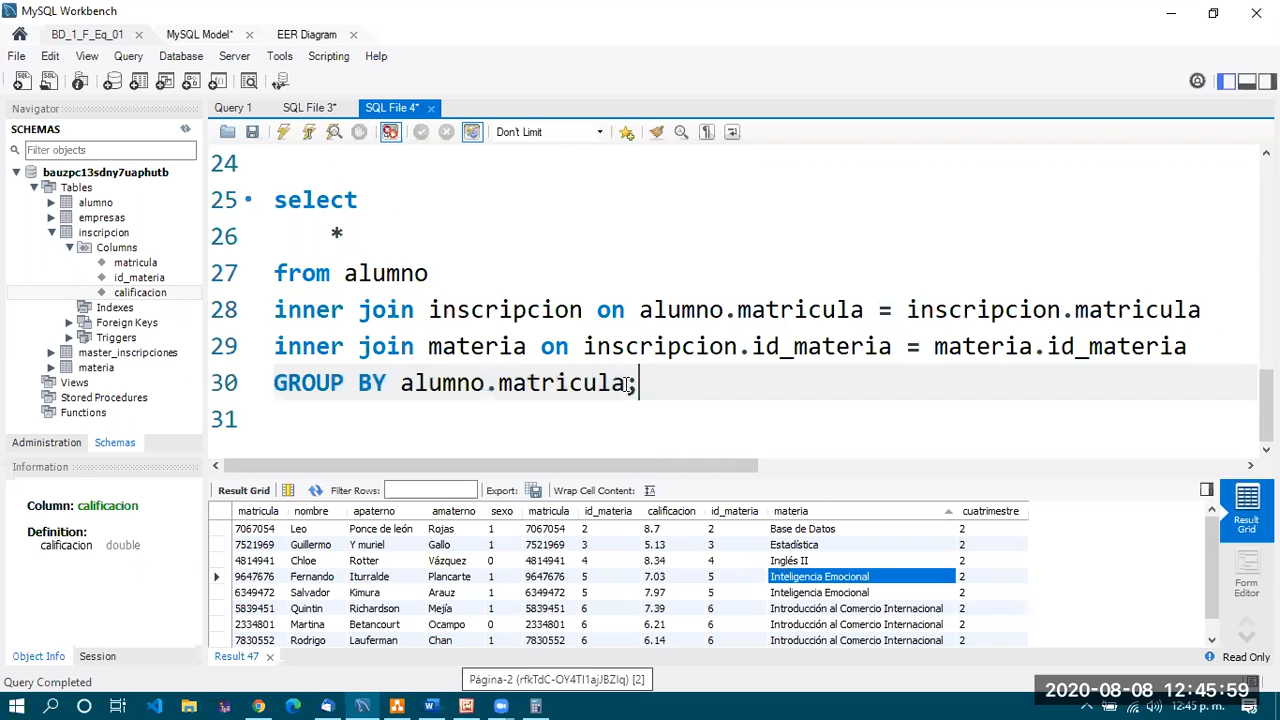 MySQL Workbench
BD_1_F_Eq_01
MySQL Model*
EER Diagram
File Edit View Query Database Server Tools Scripting Help
Navigator
SCHEMAS
Filter objects
bauzpc13sdny7uaphutb
Tables
alumno
empresas
inscripcion
Columns
matricula
id_materia
calificacion
Indexes
Foreign Keys
Triggers
master_inscripciones
materia
Views
Stored Procedures
Functions
Administration Schemas
Information
Column: calificacion
Definition:
calificacion double
Object Info Session
Query 1 SQL File 3* SQL File 4*
Don't Limit
24
25 select
26 *
27 from alumno
28 inner join inscripcion on alumno.matricula = inscripcion.matricula
29 inner join materia on inscripcion.id_materia = materia.id_materia
30 GROUP BY alumno.matricula;
31
Result Grid Filter Rows: Export: Wrap Cell Content:
matricula nombre apaterno amaterno sexo matricula id_materia calificacion id_materia materia cuatrimestre
7067054 Leo Ponce de león Rojas 1 7067054 2 8.7 2 Base de Datos 2
7521969 Guillermo Y muriel Gallo 1 7521969 3 5.13 3 Estadística 2
4814941 Chloe Rotter Vázquez 0 4814941 4 8.34 4 Inglés II 2
9647676 Fernando Iturralde Plancarte 1 9647676 5 7.03 5 Inteligencia Emocional 2
6349472 Salvador Kimura Arauz 1 6349472 5 7.97 5 Inteligencia Emocional 2
5839451 Quintin Richardson Mejía 1 5839451 6 7.39 6 Introducción al Comercio Internacional 2
2334801 Martina Betancourt Ocampo 0 2334801 6 6.21 6 Introducción al Comercio Internacional 2
7830552 Rodrigo Lauferman Chan 1 7830552 6 6.14 6 Introducción al Comercio Internacional 2
Result Grid
Form Editor
Result 47
Read Only
Query Completed
Página-2 (rfkTdC-OY4Tl1ajJBZIq) [2]
2020-08-08 12:45:59
12:45 p. m.